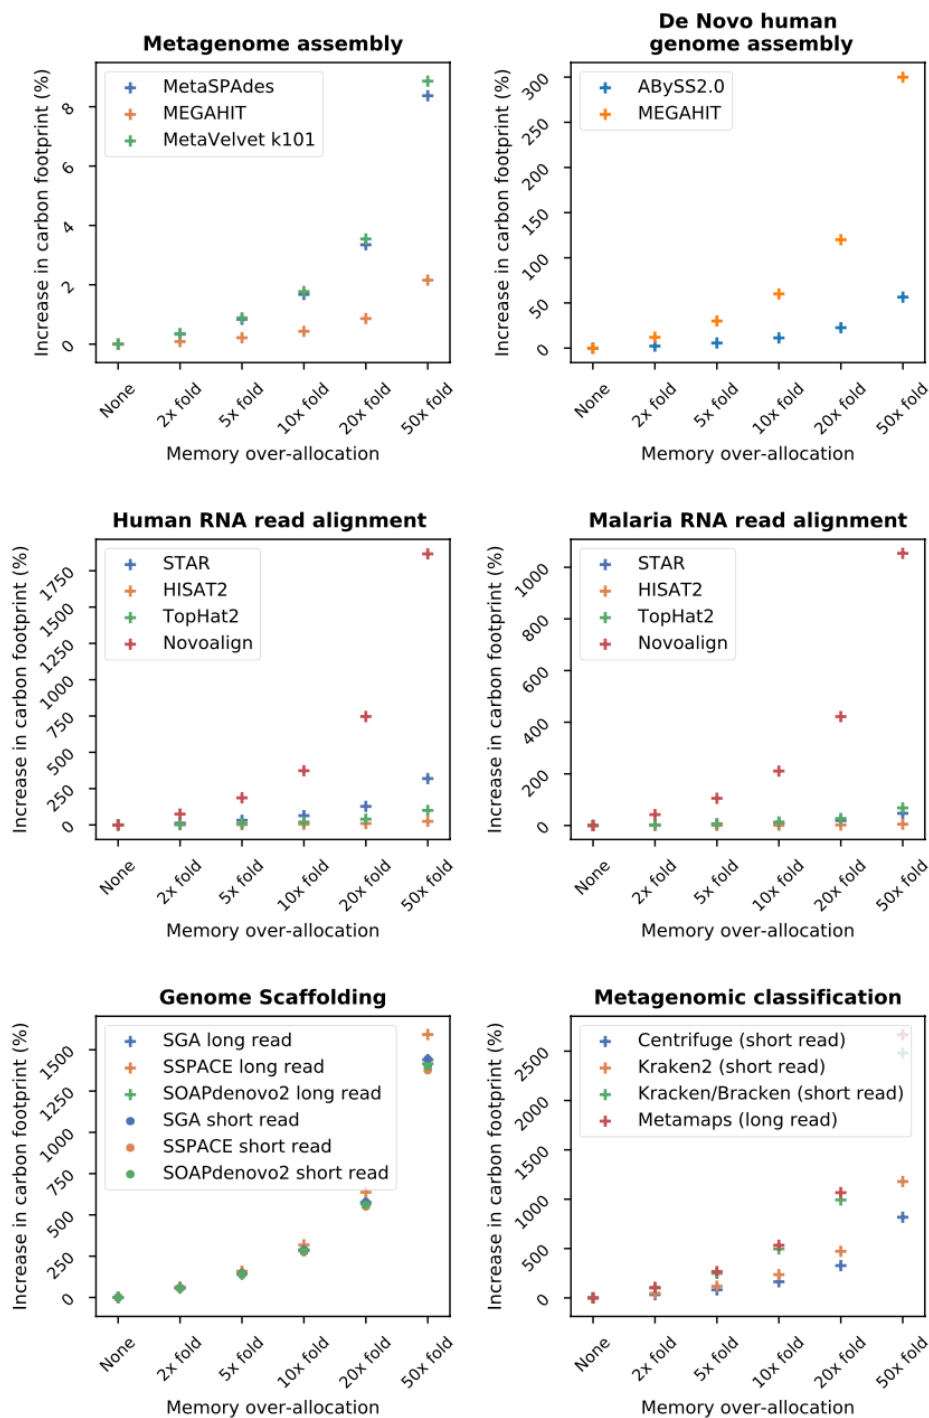 Metagenome assembly
Increase in carbon footprint (%)
8
6
4
2
0
MetaSPAdes
MEGAHIT
MetaVelvet k101
None
2x fold
5x fold
10x fold
20x fold
50x fold
Memory over-allocation
De Novo human
genome assembly
Increase in carbon footprint (%)
300
250
200
150
100
50
0
ABySS2.0
MEGAHIT
None
2x fold
5x fold
10x fold
20x fold
50x fold
Memory over-allocation
Human RNA read alignment
Increase in carbon footprint (%)
1750
1500
1250
1000
750
500
250
0
STAR
HISAT2
TopHat2
Novoalign
None
2x fold
5x fold
10x fold
20x fold
50x fold
Memory over-allocation
Malaria RNA read alignment
Increase in carbon footprint (%)
1000
800
600
400
200
0
STAR
HISAT2
TopHat2
Novoalign
None
2x fold
5x fold
10x fold
20x fold
50x fold
Memory over-allocation
Genome Scaffolding
Increase in carbon footprint (%)
1500
1250
1000
750
500
250
0
SGA long read
SSPACE long read
SOAPdenovo2 long read
SGA short read
SSPACE short read
SOAPdenovo2 short read
None
2x fold
5x fold
10x fold
20x fold
50x fold
Memory over-allocation
Metagenomic classification
Increase in carbon footprint (%)
2500
2000
1500
1000
500
0
Centrifuge (short read)
Kraken2 (short read)
Kracken/Bracken (short read)
Metamaps (long read)
None
2x fold
5x fold
10x fold
20x fold
50x fold
Memory over-allocation